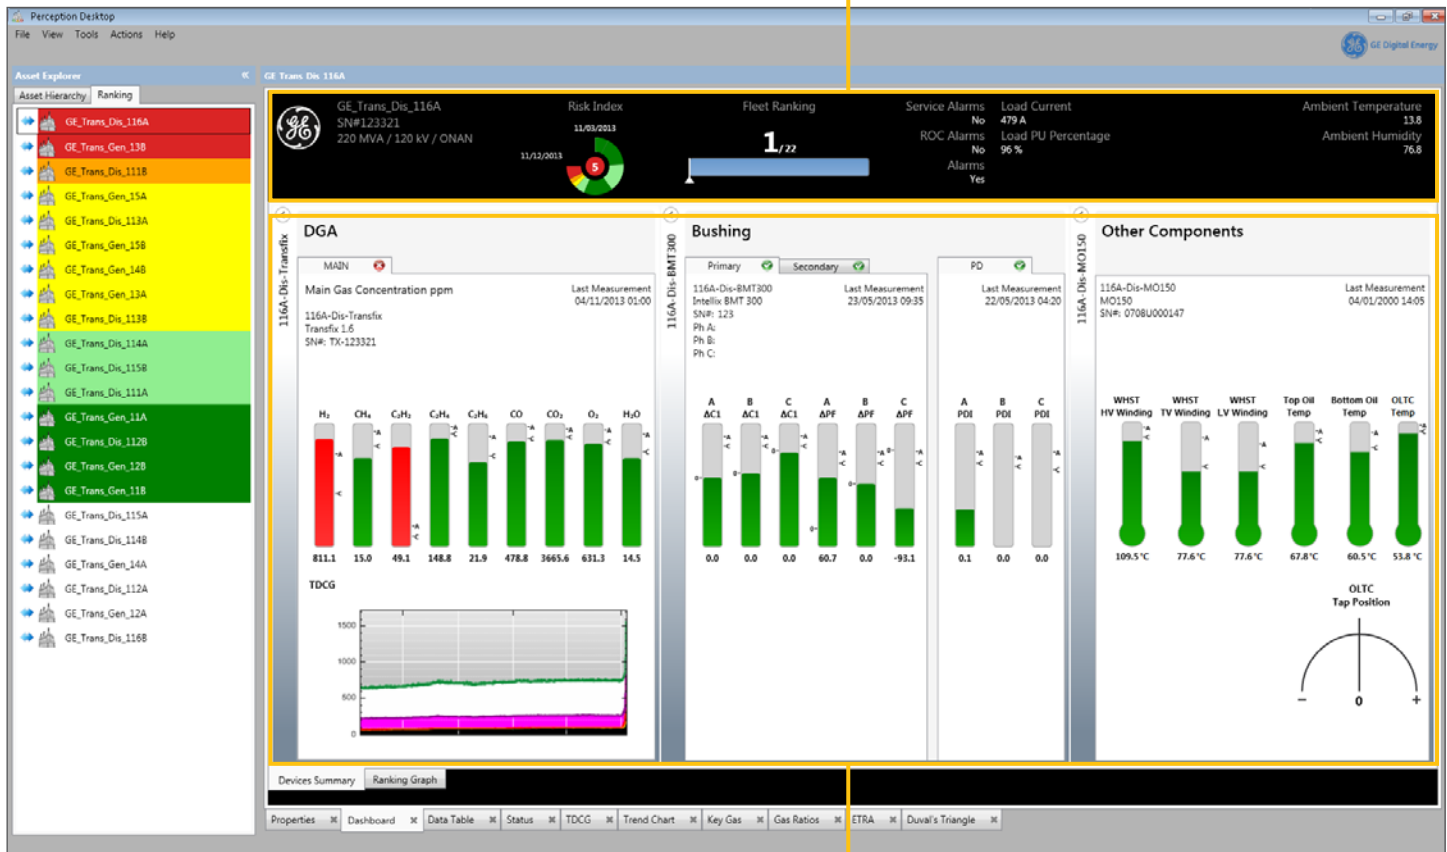 Perception Desktop
File View Tools Actions Help
GE Digital Energy
Asset Explorer
GE Trans Dis 116A
Asset Hierarchy Ranking
GE_Trans_Dis_116A
GE_Trans_Gen_13B
GE_Trans_Dis_111B
GE_Trans_Gen_15A
GE_Trans_Dis_113A
GE_Trans_Gen_15B
GE_Trans_Gen_14B
GE_Trans_Gen_13A
GE_Trans_Dis_113B
GE_Trans_Dis_114A
GE_Trans_Dis_115B
GE_Trans_Dis_111A
GE_Trans_Gen_11A
GE_Trans_Dis_112B
GE_Trans_Gen_12B
GE_Trans_Gen_11B
GE_Trans_Dis_115A
GE_Trans_Dis_114B
GE_Trans_Gen_14A
GE_Trans_Dis_112A
GE_Trans_Gen_12A
GE_Trans_Dis_116B
GE_Trans_Dis_116A
SN#123321
220 MVA / 120 kV / ONAN
Risk Index
11/03/2013
11/12/2013
5
Fleet Ranking
1/22
Service Alarms
No
ROC Alarms
No
Alarms
Yes
Load Current
479 A
Load PU Percentage
96 %
Ambient Temperature
13.8
Ambient Humidity
76.8
116A-Dis-Transfix
DGA
MAIN
Main Gas Concentration ppm
Last Measurement
04/11/2013 01:00
116A-Dis-Transfix
Transfix 1.6
SN#: TX-123321
H₂ CH₄ C₂H₂ C₂H₄ C₂H₆ CO CO₂ O₂ H₂O
811.1 15.0 49.1 148.8 21.9 478.8 3665.6 631.3 14.5
TDCG
1500
1000
500
0
116A-Dis-BMT300
Bushing
Primary Secondary
116A-Dis-BMT300
Intellix BMT 300
SN#: 123
Ph A:
Ph B:
Ph C:
Last Measurement
23/05/2013 09:35
A B C A B C
ΔC1 ΔC1 ΔC1 ΔPF ΔPF ΔPF
0.0 0.0 0.0 60.7 0.0 -93.1
PD
Last Measurement
22/05/2013 04:20
A B C
PDI PDI PDI
0.1 0.0 0.0
116A-Dis-MO150
Other Components
116A-Dis-MO150
MO150
SN#: 0708U000147
Last Measurement
04/01/2000 14:05
WHST WHST WHST Top Oil Bottom Oil OLTC
HV Winding TV Winding LV Winding Temp Temp Temp
109.5°C 77.6°C 77.6°C 67.8°C 60.5°C 53.8°C
OLTC
Tap Position
− 0 +
Devices Summary Ranking Graph
Properties Dashboard Data Table Status TDCG Trend Chart Key Gas Gas Ratios ETRA Duval's Triangle